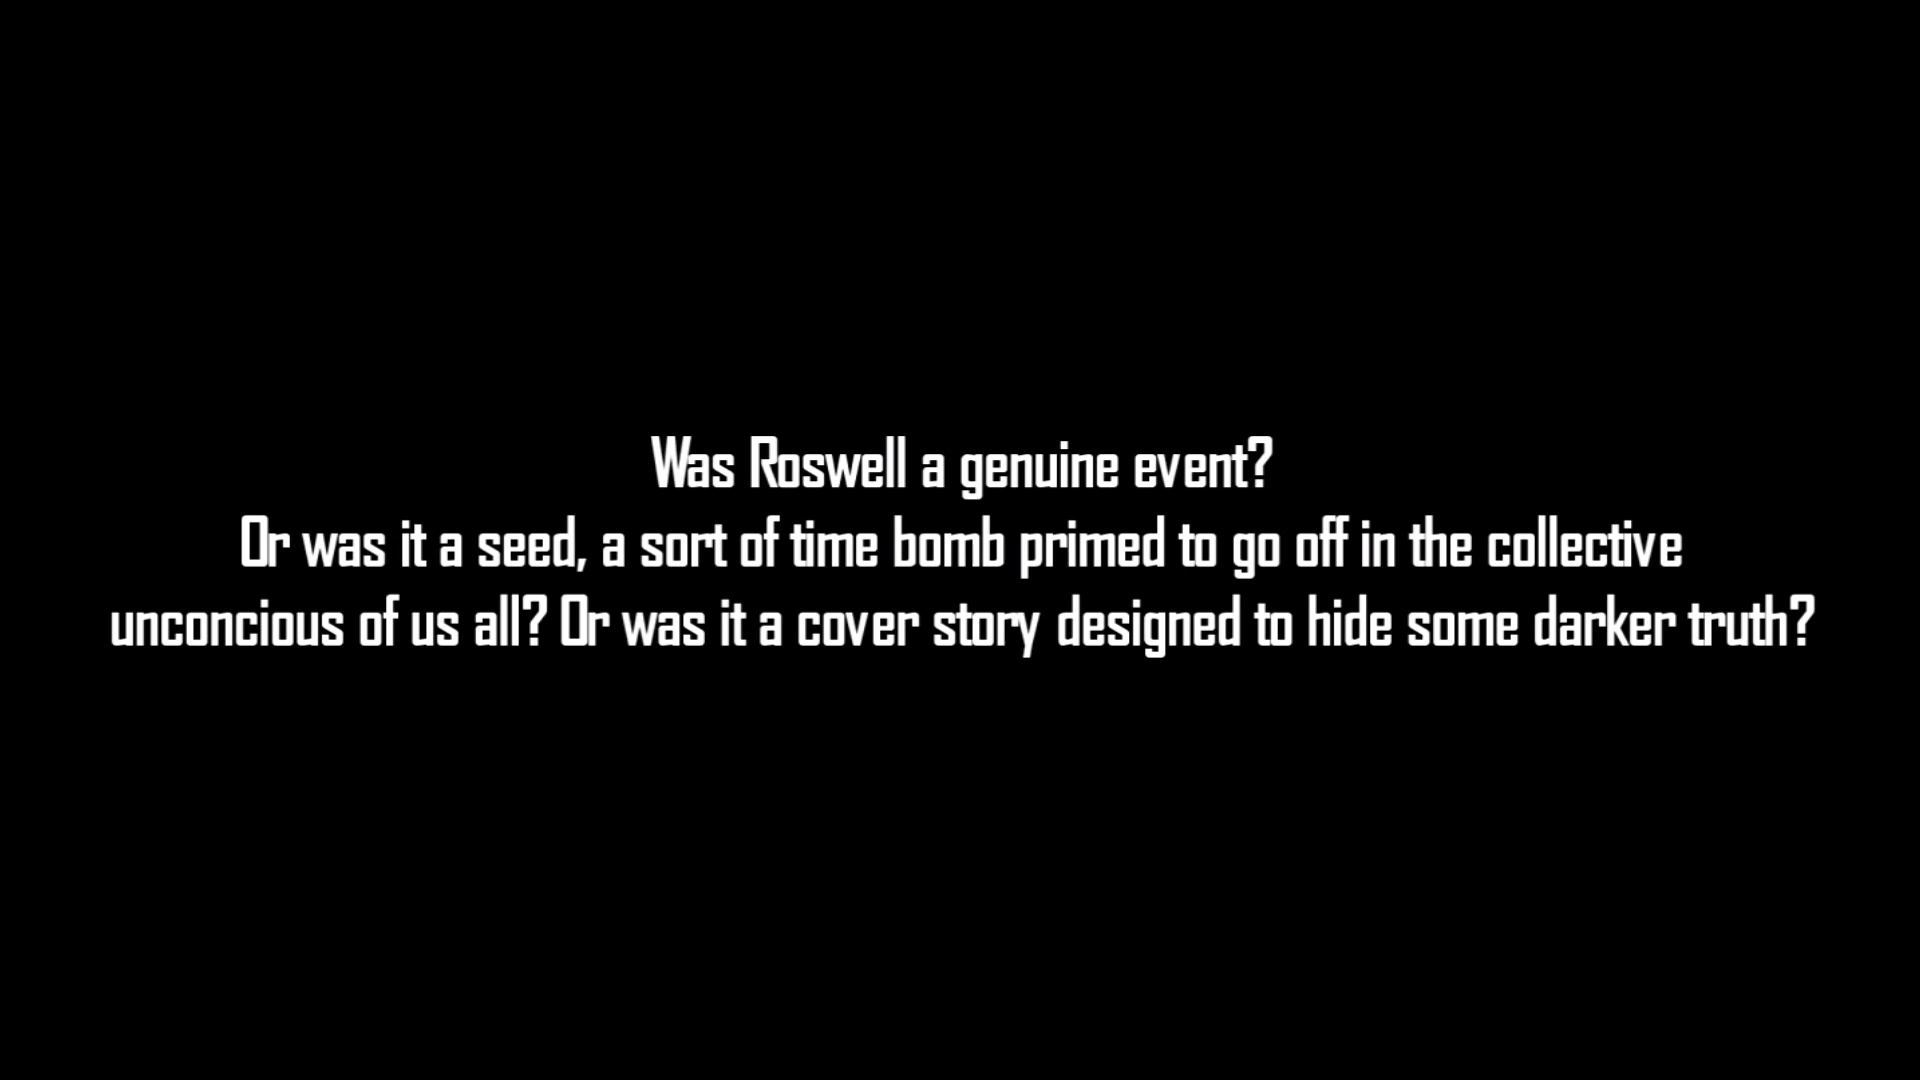 Was Roswell a genuine event?
Or was it a seed, a sort of time bomb primed to go off in the collective
unconcious of us all? Or was it a cover story designed to hide some darker truth?